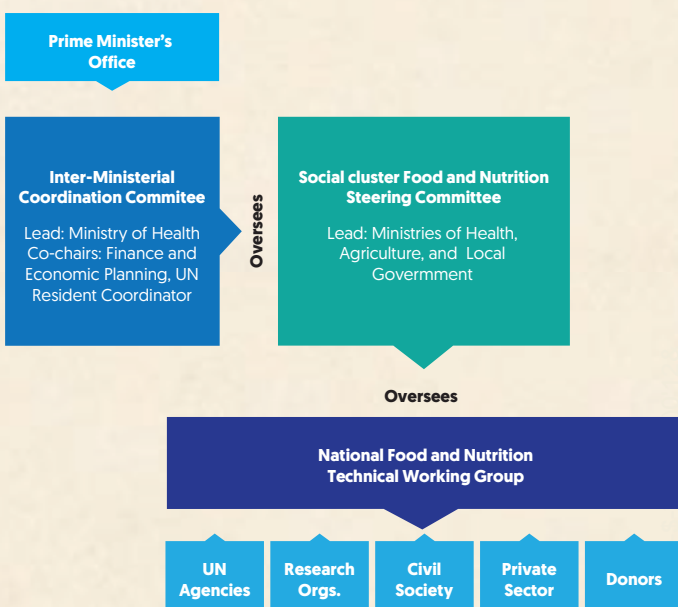 Prime Minister's
Office
Inter-Ministerial
Coordination Commitee
Lead: Ministry of Health
Co-chairs: Finance and
Economic Planning, UN
Resident Coordinator
Oversees
Social cluster Food and Nutrition
Steering Committee
Lead: Ministries of Health,
Agriculture, and Local
Govermment
Oversees
National Food and Nutrition
Technical Working Group
UN
Agencies
Research
Orgs.
Civil
Society
Private
Sector
Donors